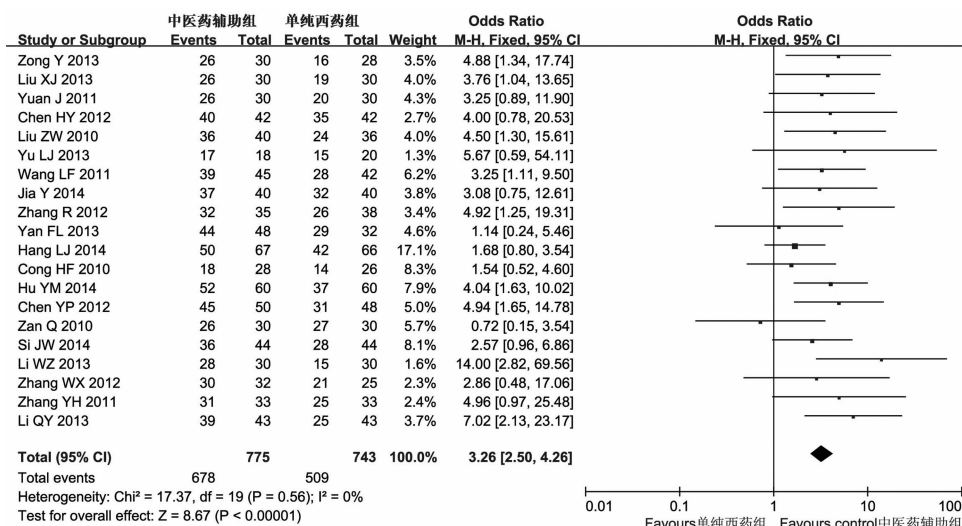 中医药辅助组 单纯西药组 Odds Ratio Odds Ratio
Study or Subgroup Events Total Events Total Weight M-H, Fixed, 95% CI M-H, Fixed, 95% CI
Zong Y 2013 26 30 16 28 3.5% 4.88 [1.34, 17.74]
Liu XJ 2013 26 30 19 30 4.2% 3.76 [1.04, 13.65]
Yuan J 2011 26 30 20 30 4.3% 3.25 [0.89, 11.90]
Chen HY 2012 40 42 35 42 2.7% 4.00 [0.78, 20.53]
Liu ZW 2010 36 40 24 36 4.0% 4.50 [1.30, 15.61]
Yu LJ 2013 17 18 15 20 1.3% 5.67 [0.59, 54.11]
Wang LF 2011 39 45 28 42 6.2% 3.25 [1.11, 9.50]
Jia Y 2014 37 40 32 40 3.8% 3.08 [0.75, 12.61]
Zhang R 2012 32 35 26 38 3.4% 4.92 [1.25, 19.31]
Yan FL 2013 44 48 29 32 4.6% 1.14 [0.24, 5.46]
Hang LJ 2014 50 67 42 66 17.1% 1.68 [0.80, 3.54]
Cong HF 2010 18 28 14 26 8.3% 1.54 [0.52, 4.60]
Hu YM 2014 52 60 37 60 7.9% 4.04 [1.63, 10.02]
Chen YP 2012 45 50 31 48 5.2% 4.94 [1.65, 14.78]
Zan Q 2010 26 30 27 30 5.7% 0.72 [0.15, 3.54]
Si JW 2014 36 44 28 44 8.2% 2.57 [0.96, 6.86]
Li WZ 2013 28 30 15 30 1.6% 14.00 [2.82, 69.56]
Zhang WX 2012 30 32 21 25 2.3% 2.86 [0.48, 17.06]
Zhang YH 2011 31 33 25 33 2.4% 4.96 [0.97, 25.48]
Li QY 2013 39 43 25 43 3.7% 7.02 [2.13, 23.17]
Total (95% CI) 775 743 100.0% 3.26 [2.50, 4.26]
Total events 678 509
Heterogeneity: Chi² = 17.37, df = 19 (P = 0.56); I² = 0%
Test for overall effect: Z = 8.67 (P < 0.00001)
0.01 0.1 1 10 100
Favours单纯西药组 Favours control中医药辅助组